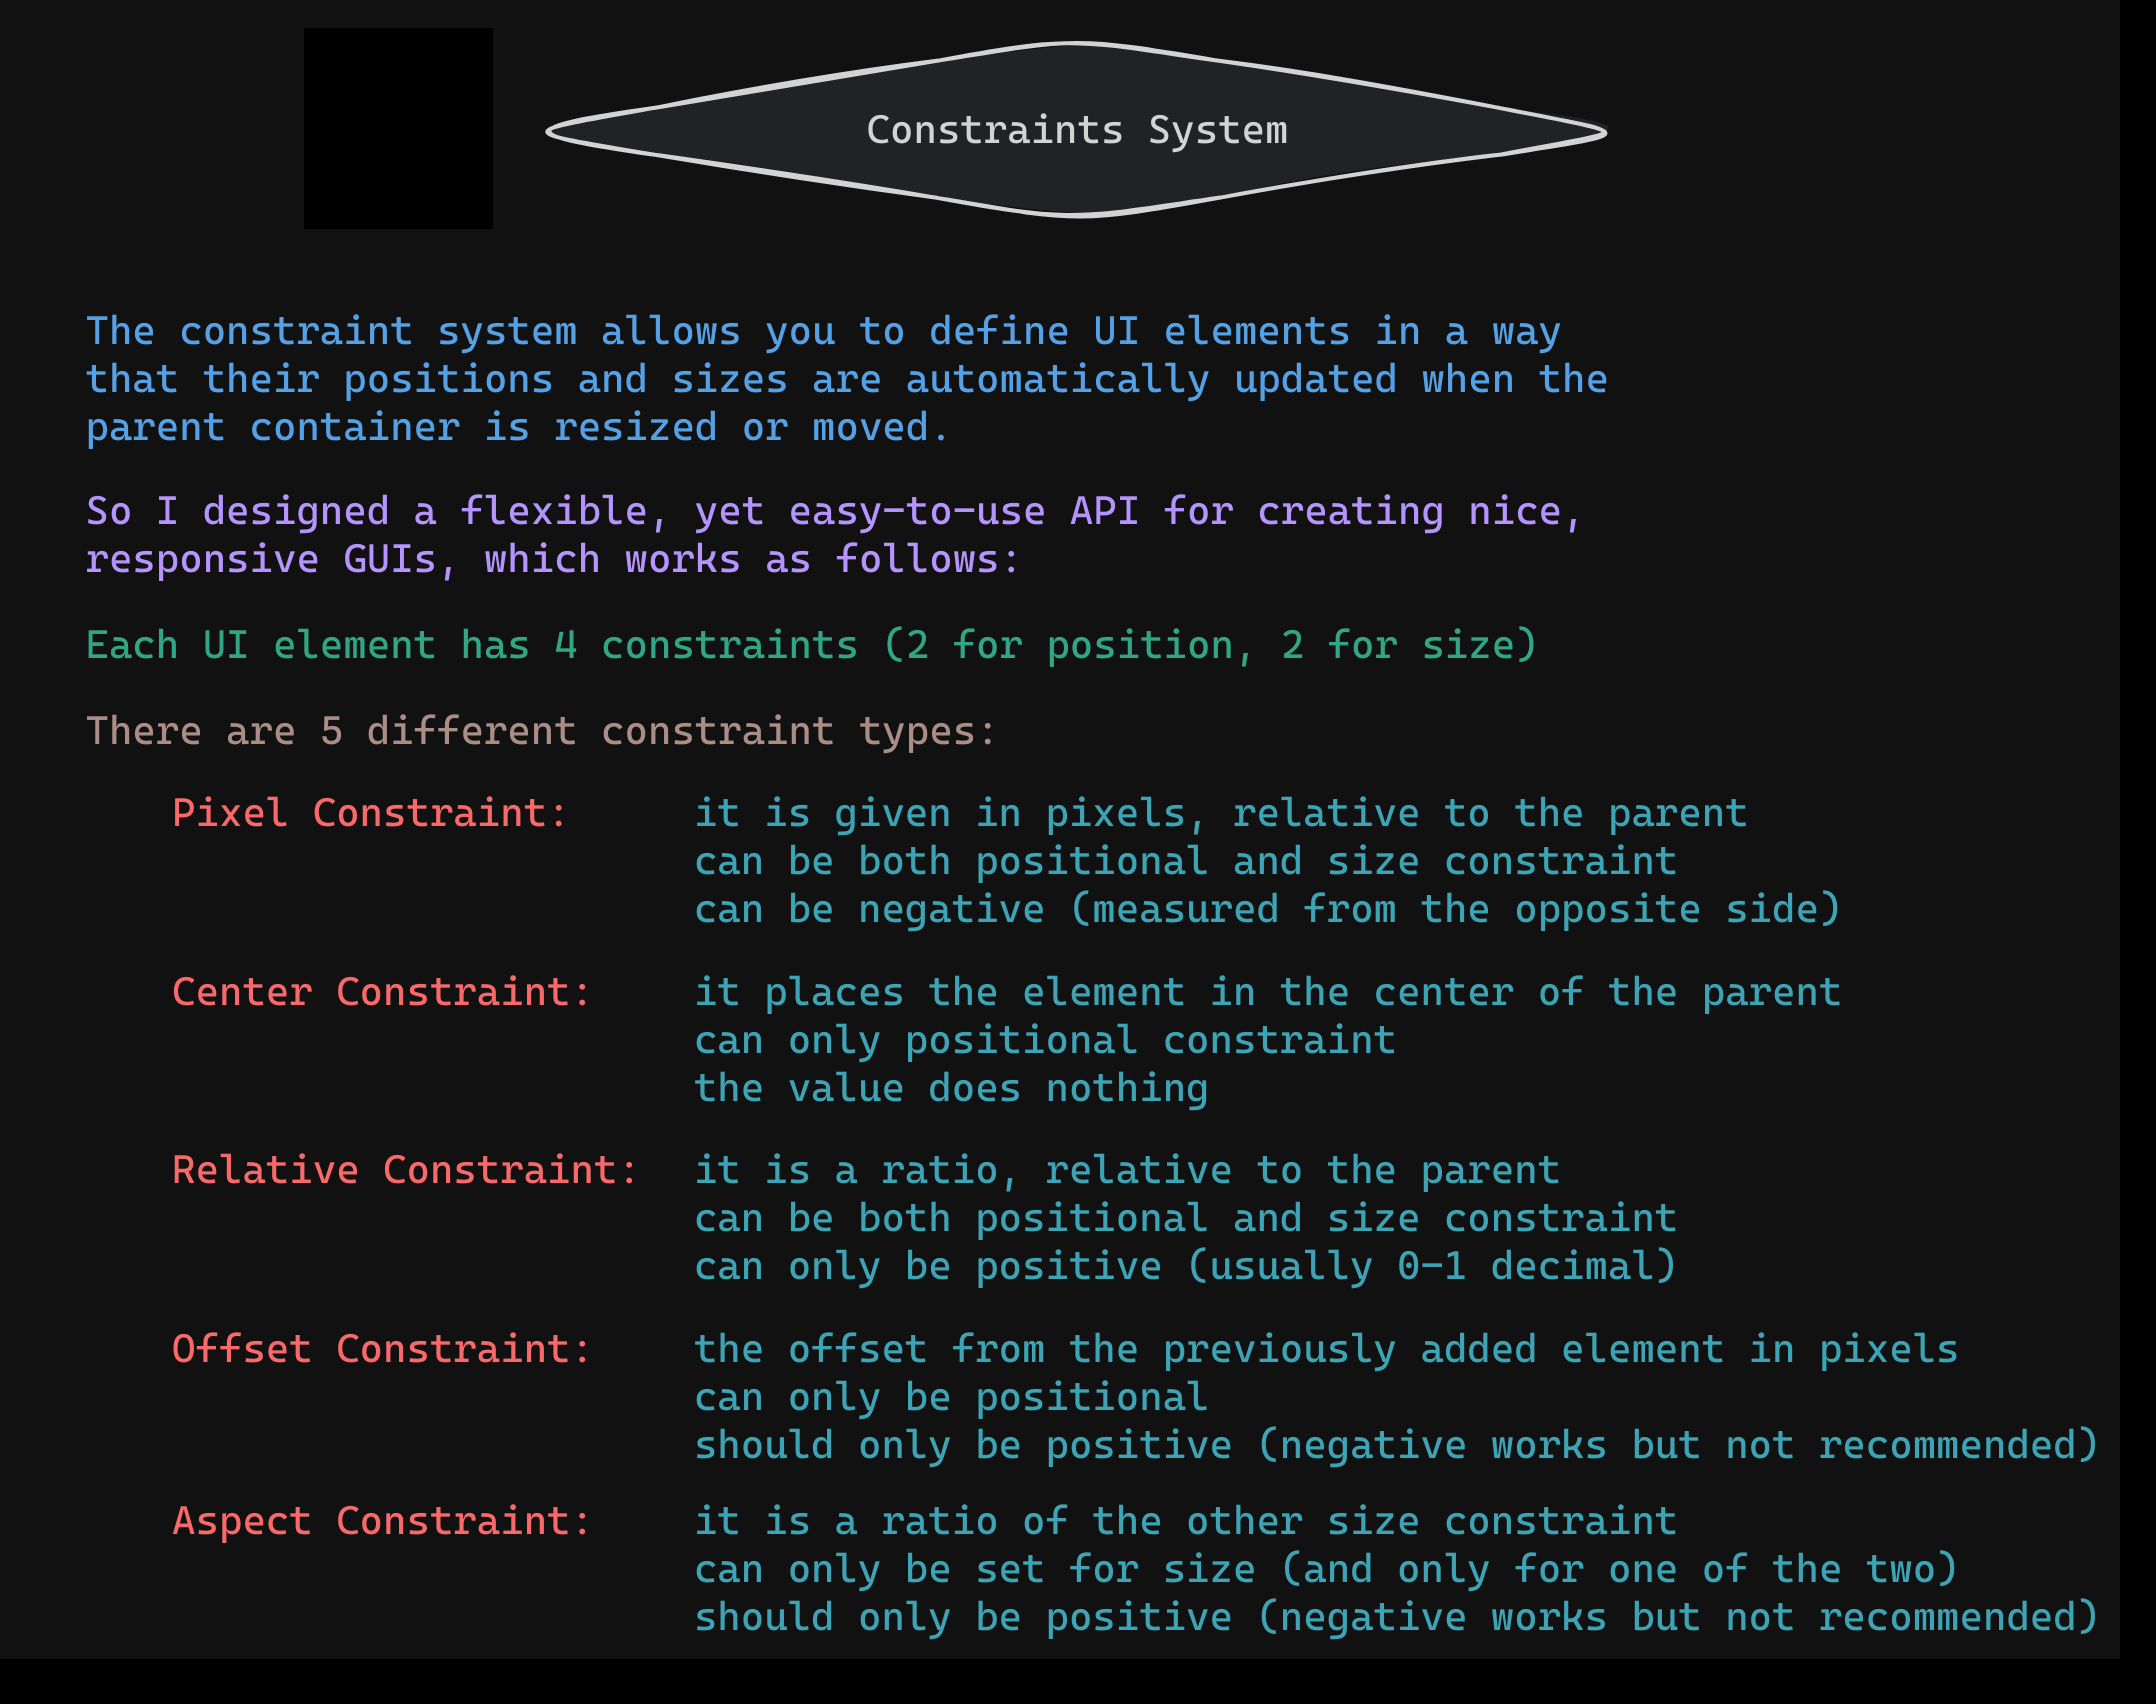 Constraints System
The constraint system allows you to define UI elements in a way
that their positions and sizes are automatically updated when the
parent container is resized or moved.
So I designed a flexible, yet easy-to-use API for creating nice,
responsive GUIs, which works as follows:
Each UI element has 4 constraints (2 for position, 2 for size)
There are 5 different constraint types:
Pixel Constraint: it is given in pixels, relative to the parent
can be both positional and size constraint
can be negative (measured from the opposite side)
Center Constraint: it places the element in the center of the parent
can only positional constraint
the value does nothing
Relative Constraint: it is a ratio, relative to the parent
can be both positional and size constraint
can only be positive (usually 0-1 decimal)
Offset Constraint: the offset from the previously added element in pixels
can only be positional
should only be positive (negative works but not recommended)
Aspect Constraint: it is a ratio of the other size constraint
can only be set for size (and only for one of the two)
should only be positive (negative works but not recommended)